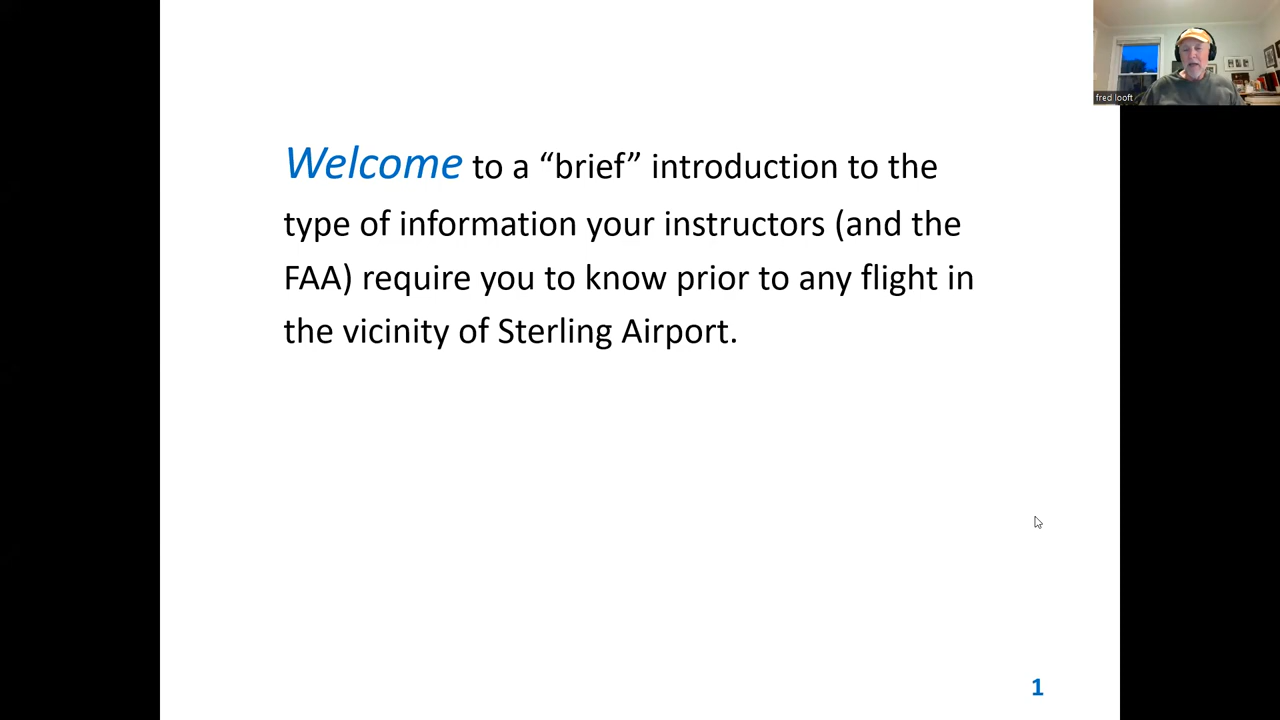 fred looft
Welcome to a “brief” introduction to the
type of information your instructors (and the
FAA) require you to know prior to any flight in
the vicinity of Sterling Airport.
1